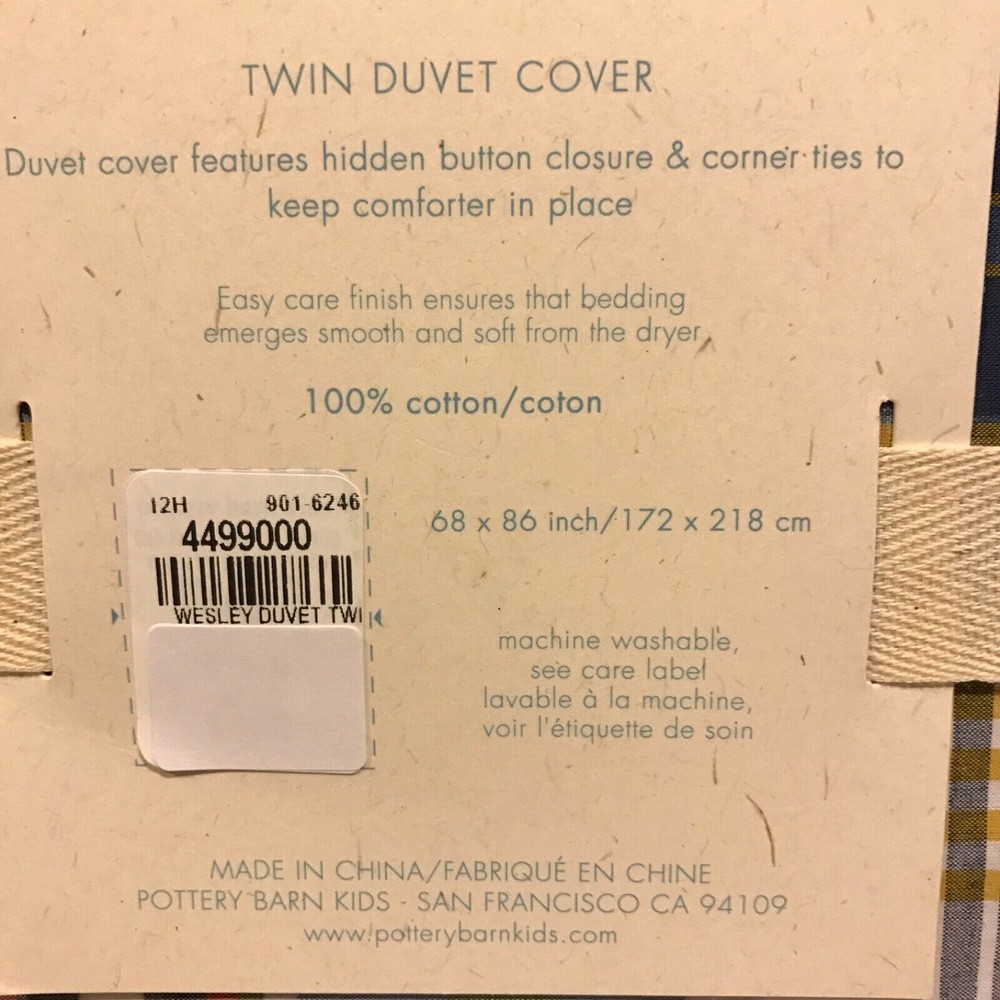 TWIN DUVET COVER
Duvet cover features hidden button closure & corner ties to
keep comforter in place
Easy care finish ensures that bedding
emerges smooth and soft from the dryer
100% cotton/coton
12H 901-6246
4499000
WESLEY DUVET TWI
68 x 86 inch/172 x 218 cm
machine washable,
see care label
lavable à la machine,
voir l'étiquette de soin
MADE IN CHINA/FABRIQUÉ EN CHINE
POTTERY BARN KIDS - SAN FRANCISCO CA 94109
www.potterybarnkids.com